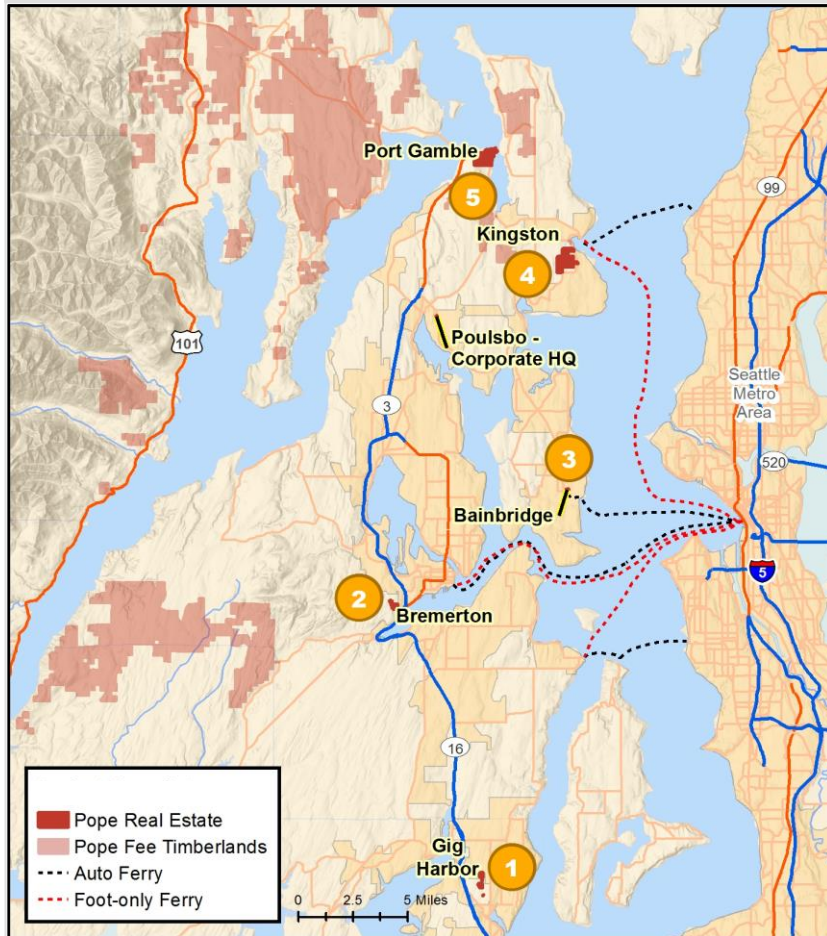 Port Gamble
5
99
Kingston
4
Poulsbo -
Corporate HQ
101
Seattle
Metro
Area
3
3
520
Bainbridge
5
2
Bremerton
16
Gig
Harbor
1
Pope Real Estate
Pope Fee Timberlands
Auto Ferry
Foot-only Ferry
0 2.5 5 Miles